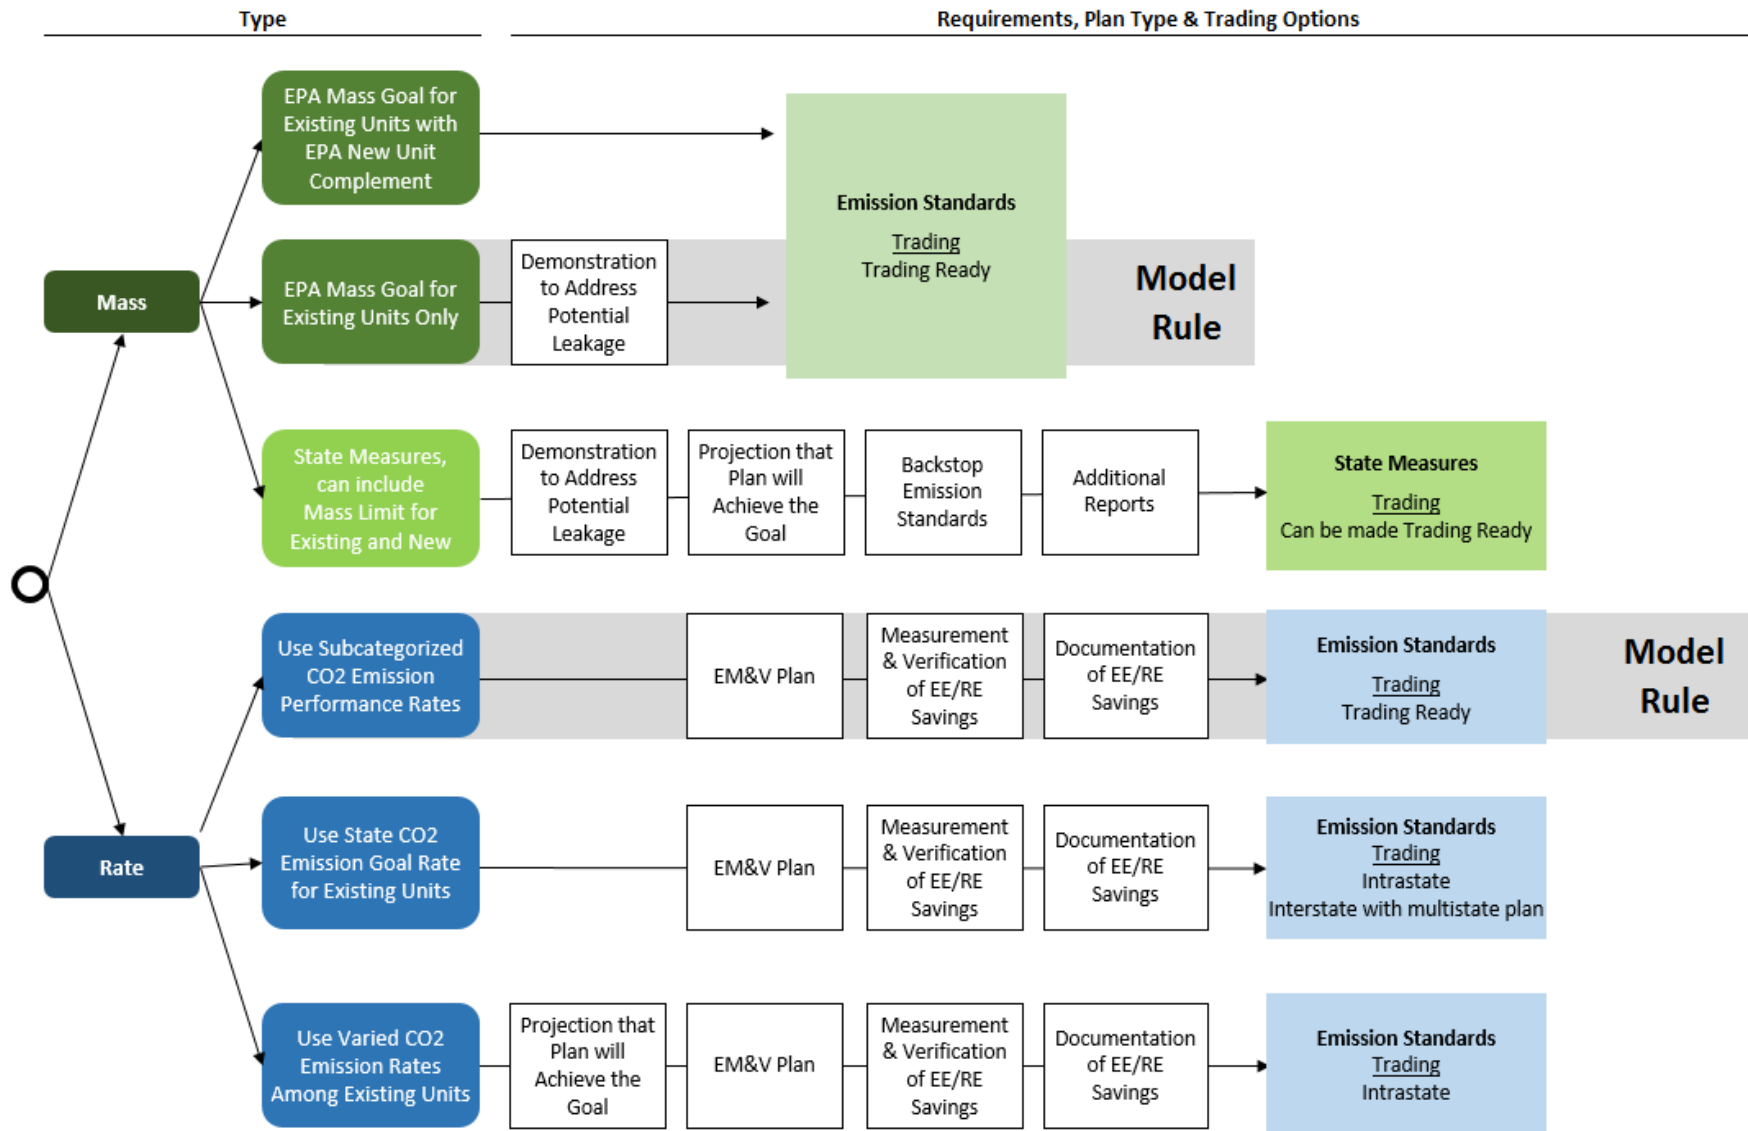 Type
Requirements, Plan Type & Trading Options
EPA Mass Goal for
Existing Units with
EPA New Unit
Complement
Emission Standards
Trading
Trading Ready
Mass
EPA Mass Goal for
Existing Units Only
Demonstration
to Address
Potential
Leakage
Model
Rule
State Measures,
can include
Mass Limit for
Existing and New
Demonstration
to Address
Potential
Leakage
Projection that
Plan will
Achieve the
Goal
Backstop
Emission
Standards
Additional
Reports
State Measures
Trading
Can be made Trading Ready
Use Subcategorized
CO2 Emission
Performance Rates
EM&V Plan
Measurement
& Verification
of EE/RE
Savings
Documentation
of EE/RE
Savings
Emission Standards
Trading
Trading Ready
Model
Rule
Rate
Use State CO2
Emission Goal Rate
for Existing Units
EM&V Plan
Measurement
& Verification
of EE/RE
Savings
Documentation
of EE/RE
Savings
Emission Standards
Trading
Intrastate
Interstate with multistate plan
Use Varied CO2
Emission Rates
Among Existing Units
Projection that
Plan will
Achieve the
Goal
EM&V Plan
Measurement
& Verification
of EE/RE
Savings
Documentation
of EE/RE
Savings
Emission Standards
Trading
Intrastate